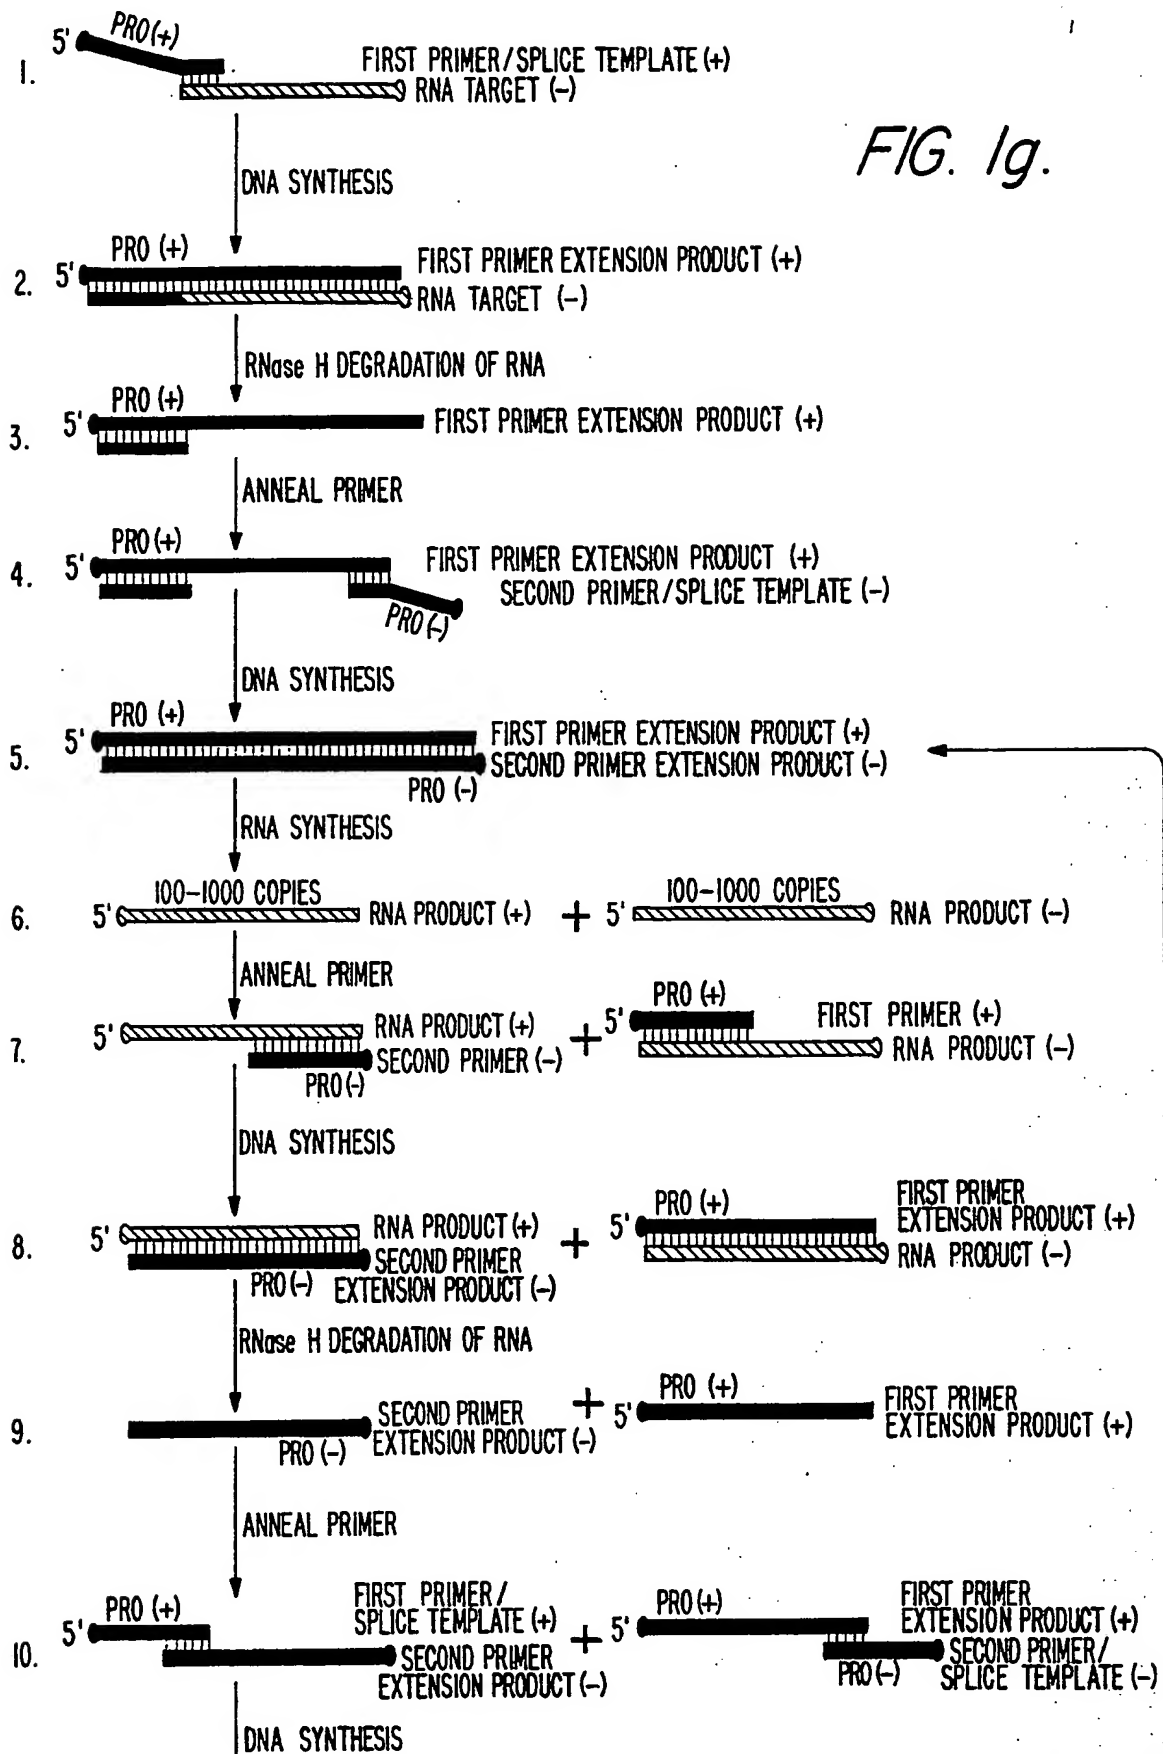 FIG. 1g.
1.
5'
PRO(+)
FIRST PRIMER/SPLICE TEMPLATE (+)
RNA TARGET (-)
DNA SYNTHESIS
2.
5'
PRO (+)
FIRST PRIMER EXTENSION PRODUCT (+)
RNA TARGET (-)
RNase H DEGRADATION OF RNA
3.
5'
PRO (+)
FIRST PRIMER EXTENSION PRODUCT (+)
ANNEAL PRIMER
4.
5'
PRO (+)
FIRST PRIMER EXTENSION PRODUCT (+)
SECOND PRIMER/SPLICE TEMPLATE (-)
PRO(-)
DNA SYNTHESIS
5.
5'
PRO (+)
FIRST PRIMER EXTENSION PRODUCT (+)
SECOND PRIMER EXTENSION PRODUCT (-)
PRO (-)
RNA SYNTHESIS
6.
100-1000 COPIES
5'
RNA PRODUCT (+)
+
100-1000 COPIES
5'
RNA PRODUCT (-)
ANNEAL PRIMER
7.
5'
RNA PRODUCT (+)
SECOND PRIMER (-)
PRO(-)
+
5'
PRO (+)
FIRST PRIMER (+)
RNA PRODUCT (-)
DNA SYNTHESIS
8.
5'
RNA PRODUCT (+)
SECOND PRIMER
EXTENSION PRODUCT (-)
PRO(-)
+
5'
PRO (+)
FIRST PRIMER
EXTENSION PRODUCT (+)
RNA PRODUCT (-)
RNase H DEGRADATION OF RNA
9.
SECOND PRIMER
EXTENSION PRODUCT (-)
PRO (-)
+
5'
PRO (+)
FIRST PRIMER
EXTENSION PRODUCT (+)
ANNEAL PRIMER
10.
5'
PRO (+)
FIRST PRIMER/
SPLICE TEMPLATE (+)
SECOND PRIMER
EXTENSION PRODUCT (-)
+
5'
PRO(+)
FIRST PRIMER
EXTENSION PRODUCT (+)
SECOND PRIMER/
SPLICE TEMPLATE (-)
PRO(-)
DNA SYNTHESIS